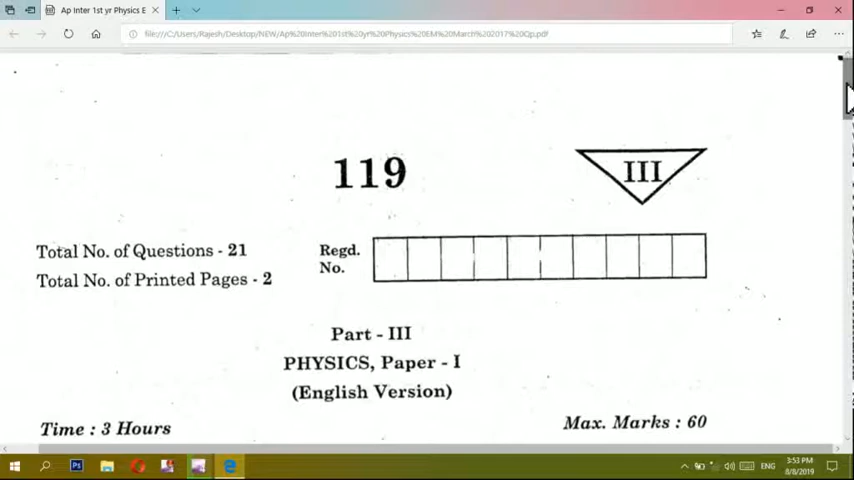 Ap Inter 1st yr Physics E
file:///C:/Users/Rajesh/Desktop/NEW/Ap%20Inter%201st%20yr%20Physics%20EM%20March%202017%20Qp.pdf
119
III
Total No. of Questions - 21
Total No. of Printed Pages - 2
Regd.
No.
Part - III
PHYSICS, Paper - I
(English Version)
Time : 3 Hours
Max. Marks : 60
Ps
ENG
3:53 PM
8/8/2019